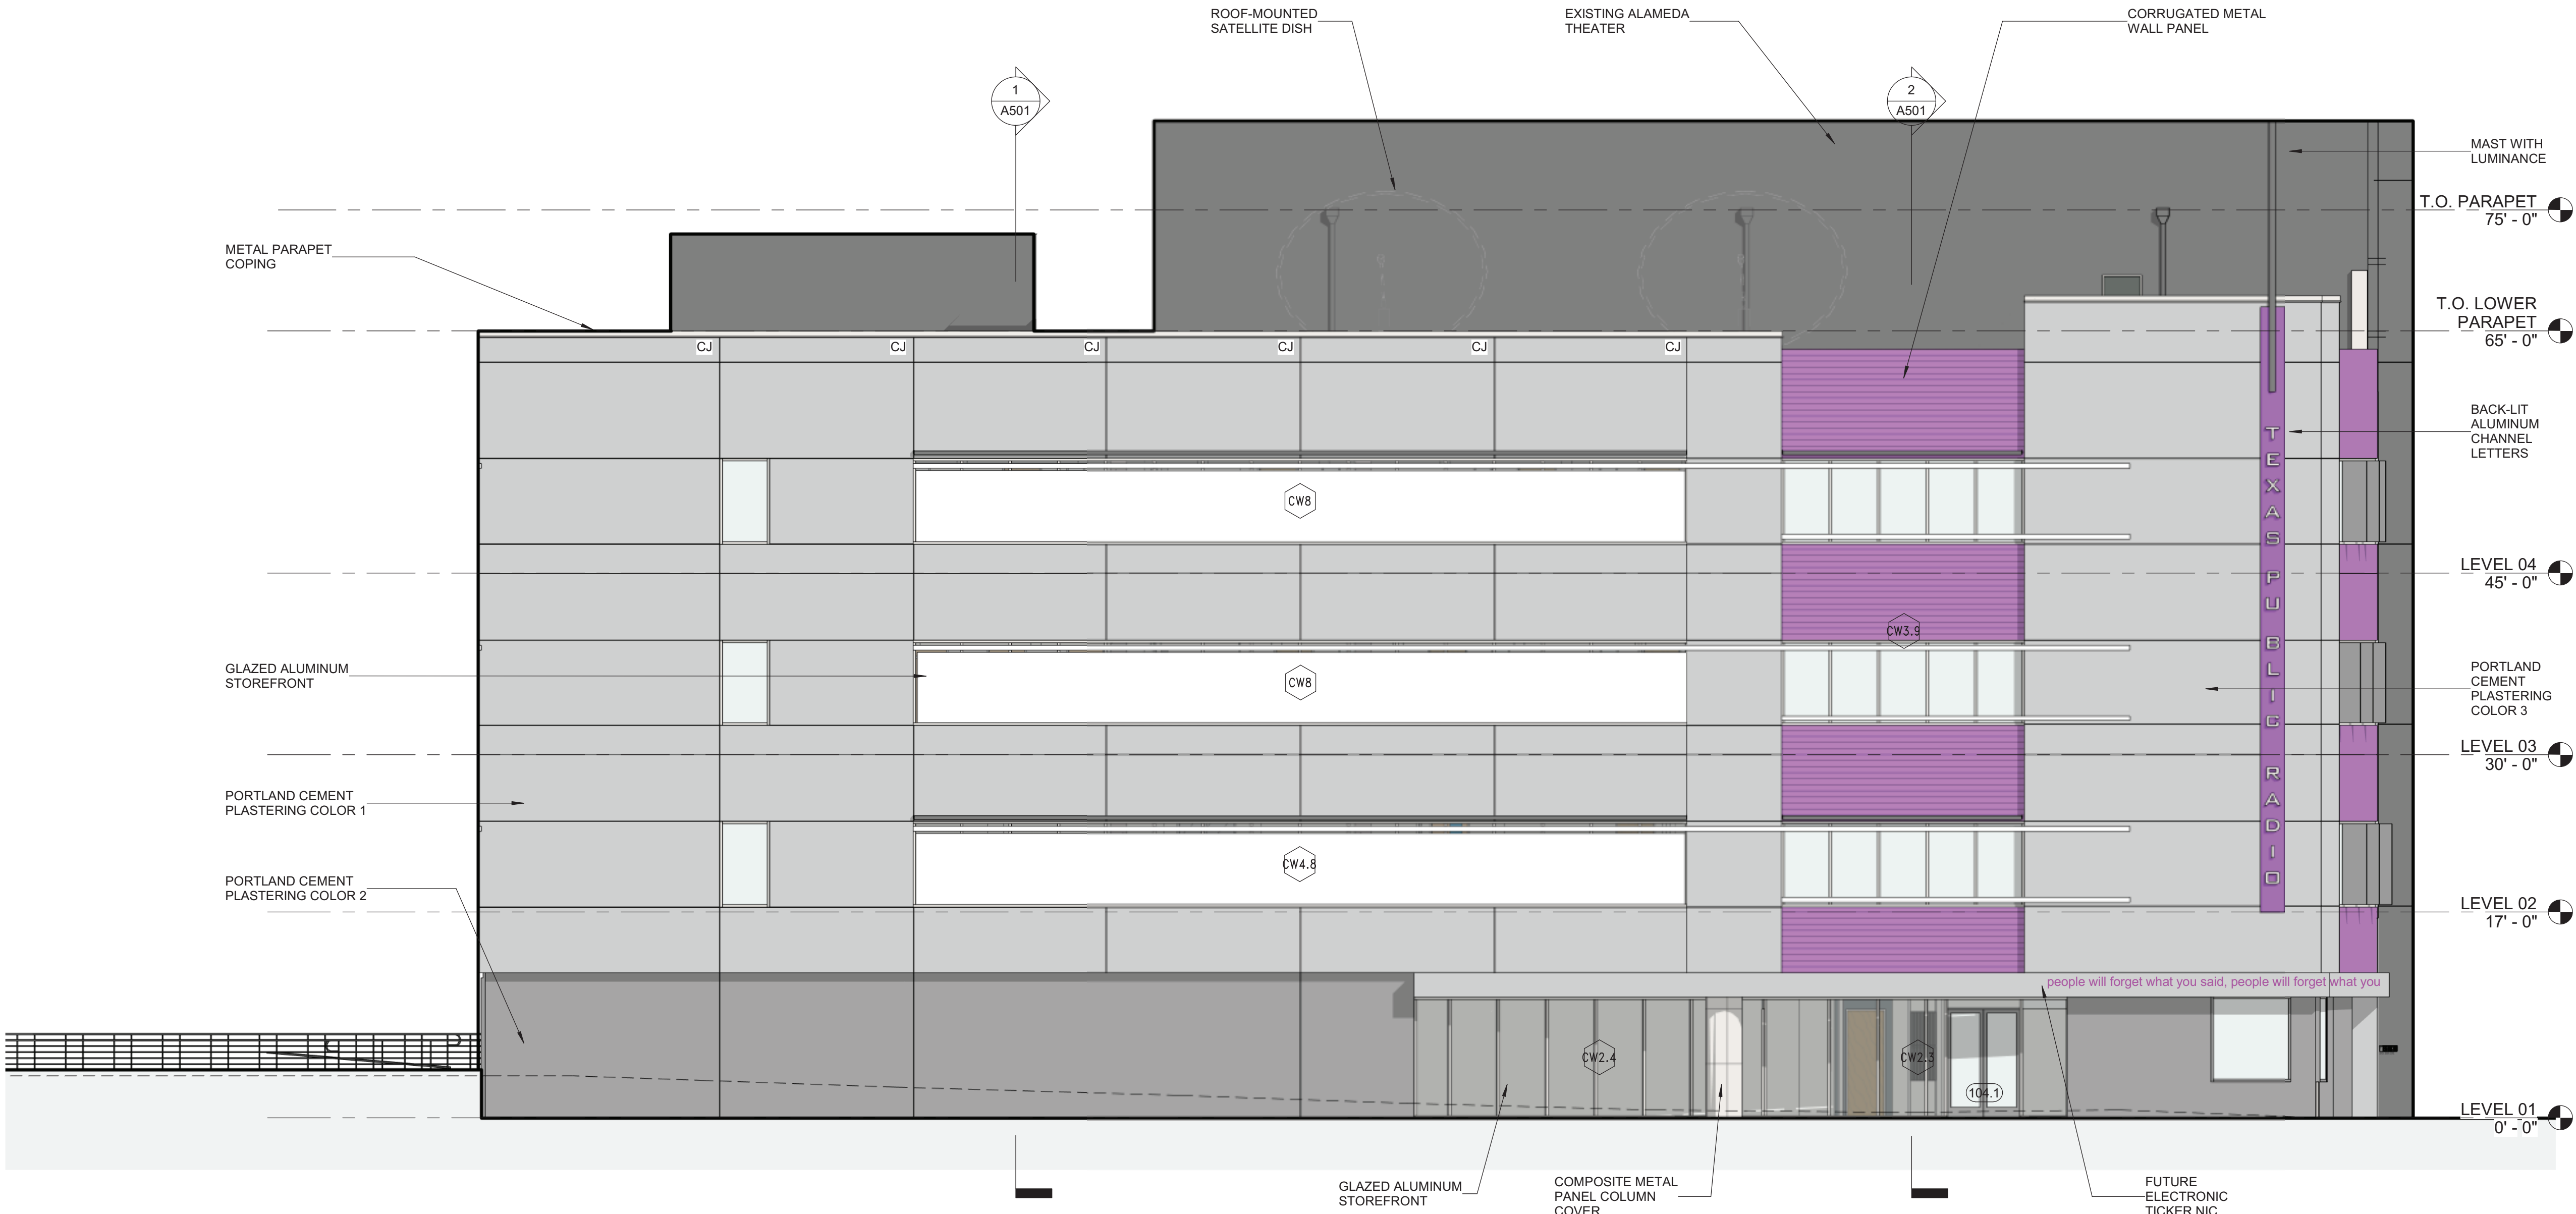 ROOF-MOUNTED
SATELLITE DISH
EXISTING ALAMEDA
THEATER
CORRUGATED METAL
WALL PANEL
1
A501
2
A501
MAST WITH
LUMINANCE
T.O. PARAPET
75' - 0"
METAL PARAPET
COPING
T.O. LOWER
PARAPET
65' - 0"
CJ
CJ
CJ
CJ
CJ
CJ
BACK-LIT
ALUMINUM
CHANNEL
LETTERS
TEXAS PUBLIC RADIO
CW8
LEVEL 04
45' - 0"
CW3.9
GLAZED ALUMINUM
STOREFRONT
CW8
PORTLAND
CEMENT
PLASTERING
COLOR 3
LEVEL 03
30' - 0"
PORTLAND CEMENT
PLASTERING COLOR 1
CW4.8
PORTLAND CEMENT
PLASTERING COLOR 2
LEVEL 02
17' - 0"
people will forget what you said, people will forget what you
CW2.4
CW2.3
104.1
LEVEL 01
0' - 0"
GLAZED ALUMINUM
STOREFRONT
COMPOSITE METAL
PANEL COLUMN
COVER
FUTURE
ELECTRONIC
TICKER NIC